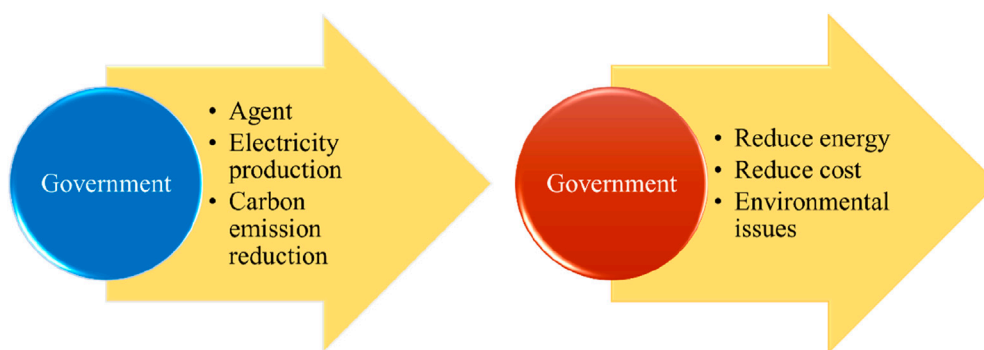 Government
• Agent
• Electricity
production
• Carbon
emission
reduction
Government
• Reduce energy
• Reduce cost
• Environmental
issues